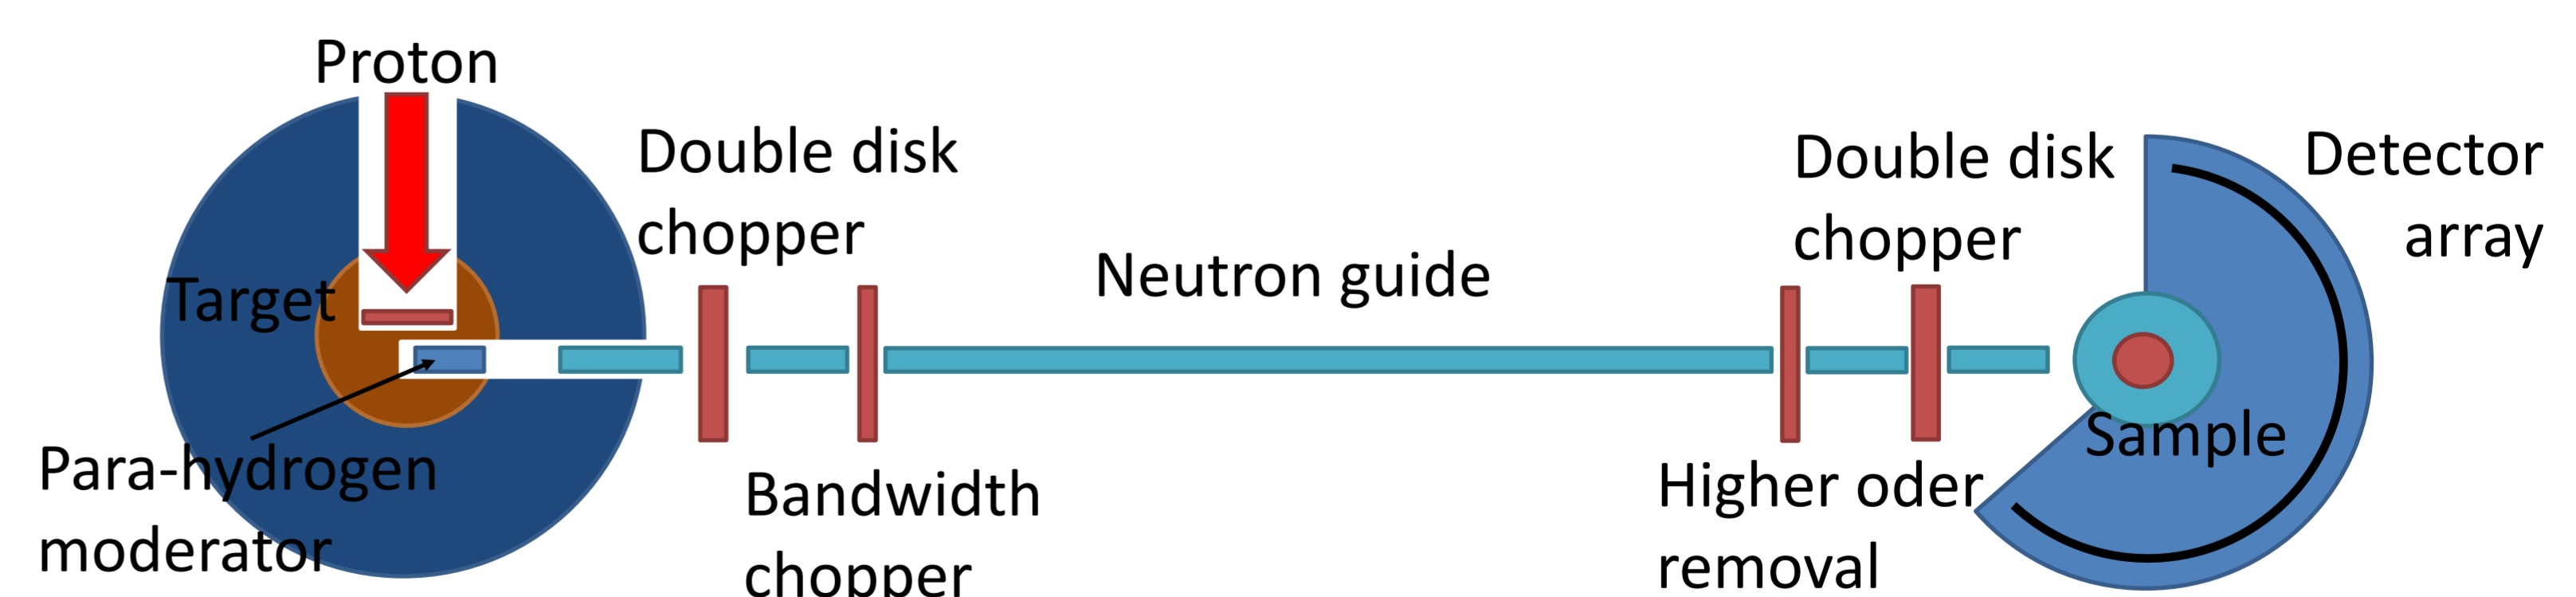 Proton
Target
Para-hydrogen
moderator
Double disk
chopper
Bandwidth
chopper
Neutron guide
Double disk
chopper
Higher oder
removal
Sample
Detector
array